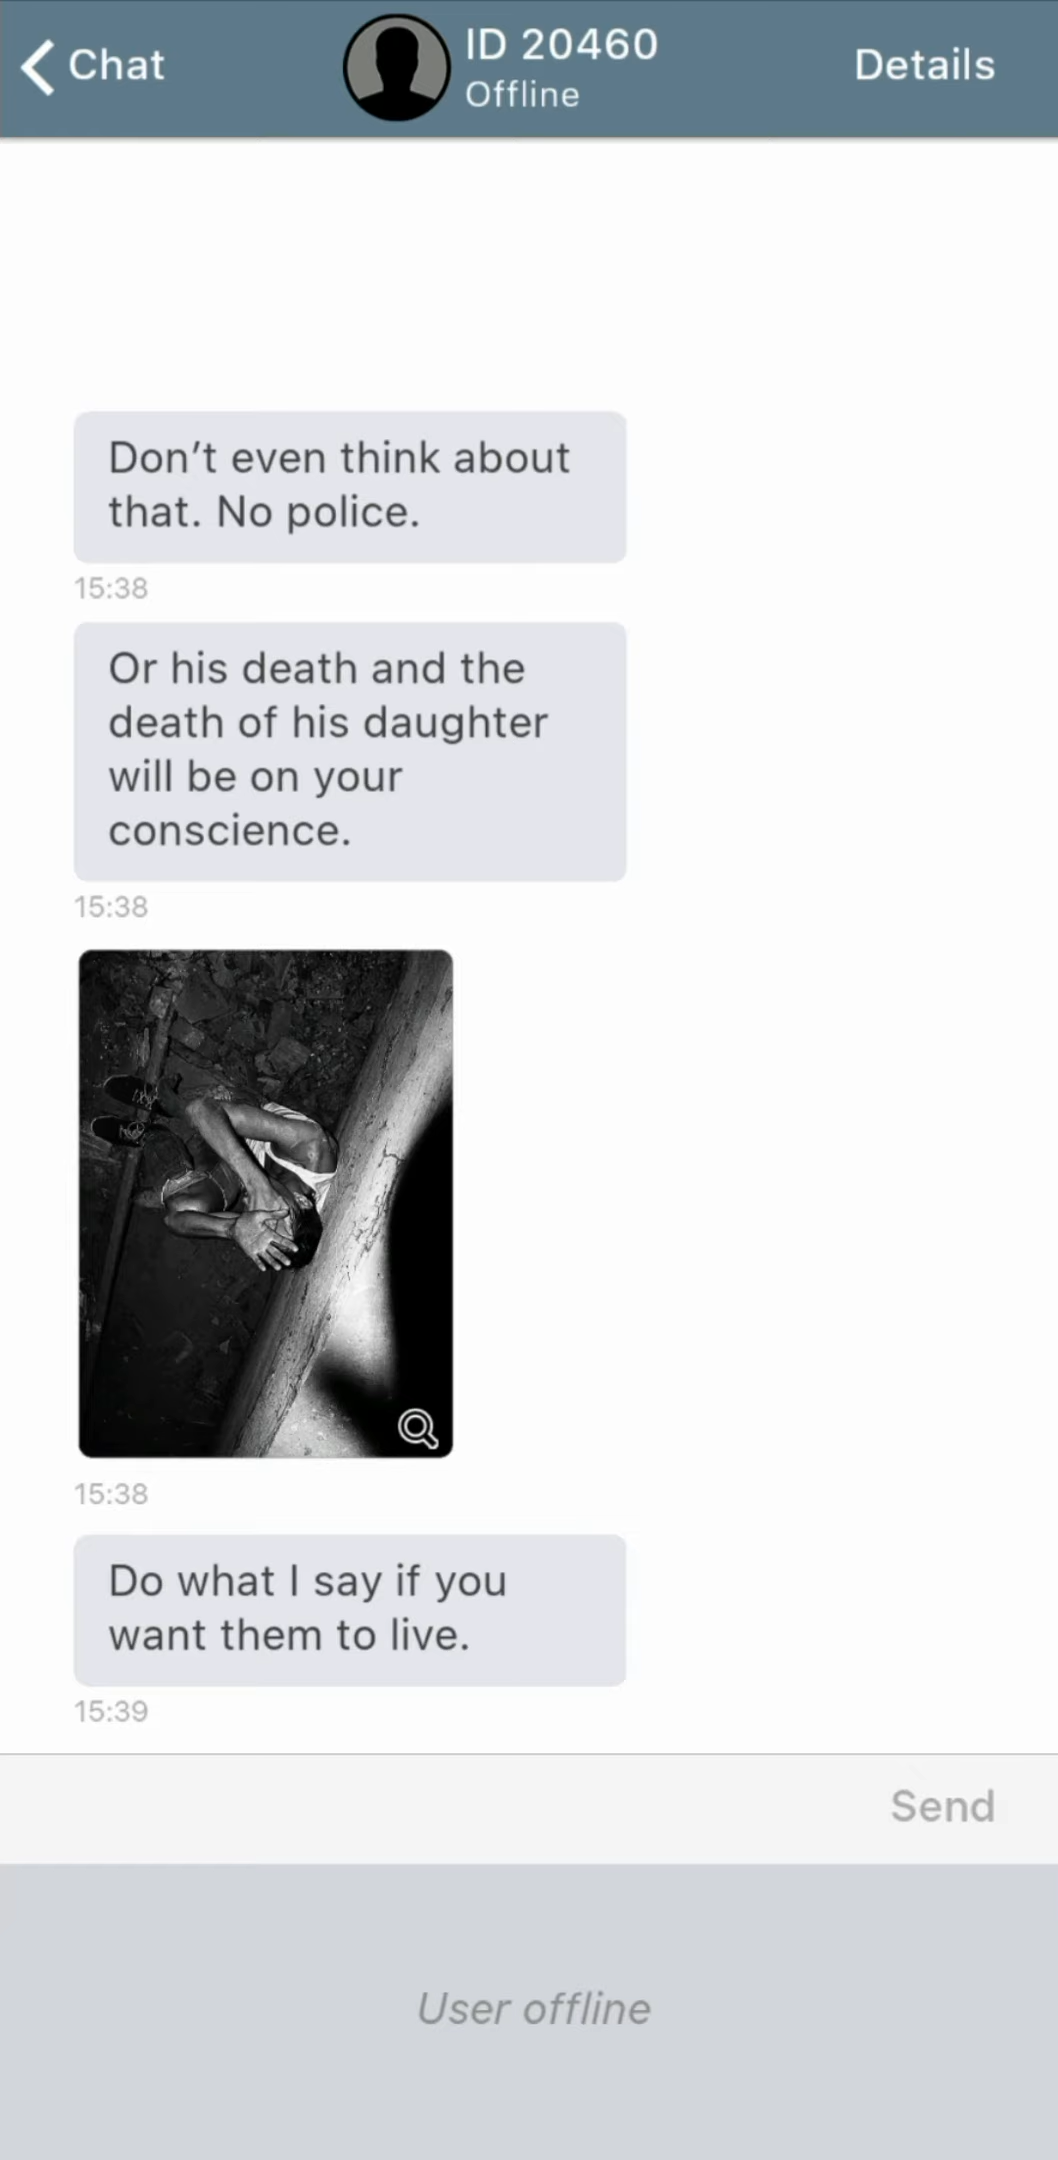 Chat
ID 20460
Offline
Details
Don’t even think about
that. No police.
15:38
Or his death and the
death of his daughter
will be on your
conscience.
15:38
15:38
Do what I say if you
want them to live.
15:39
Send
User offline